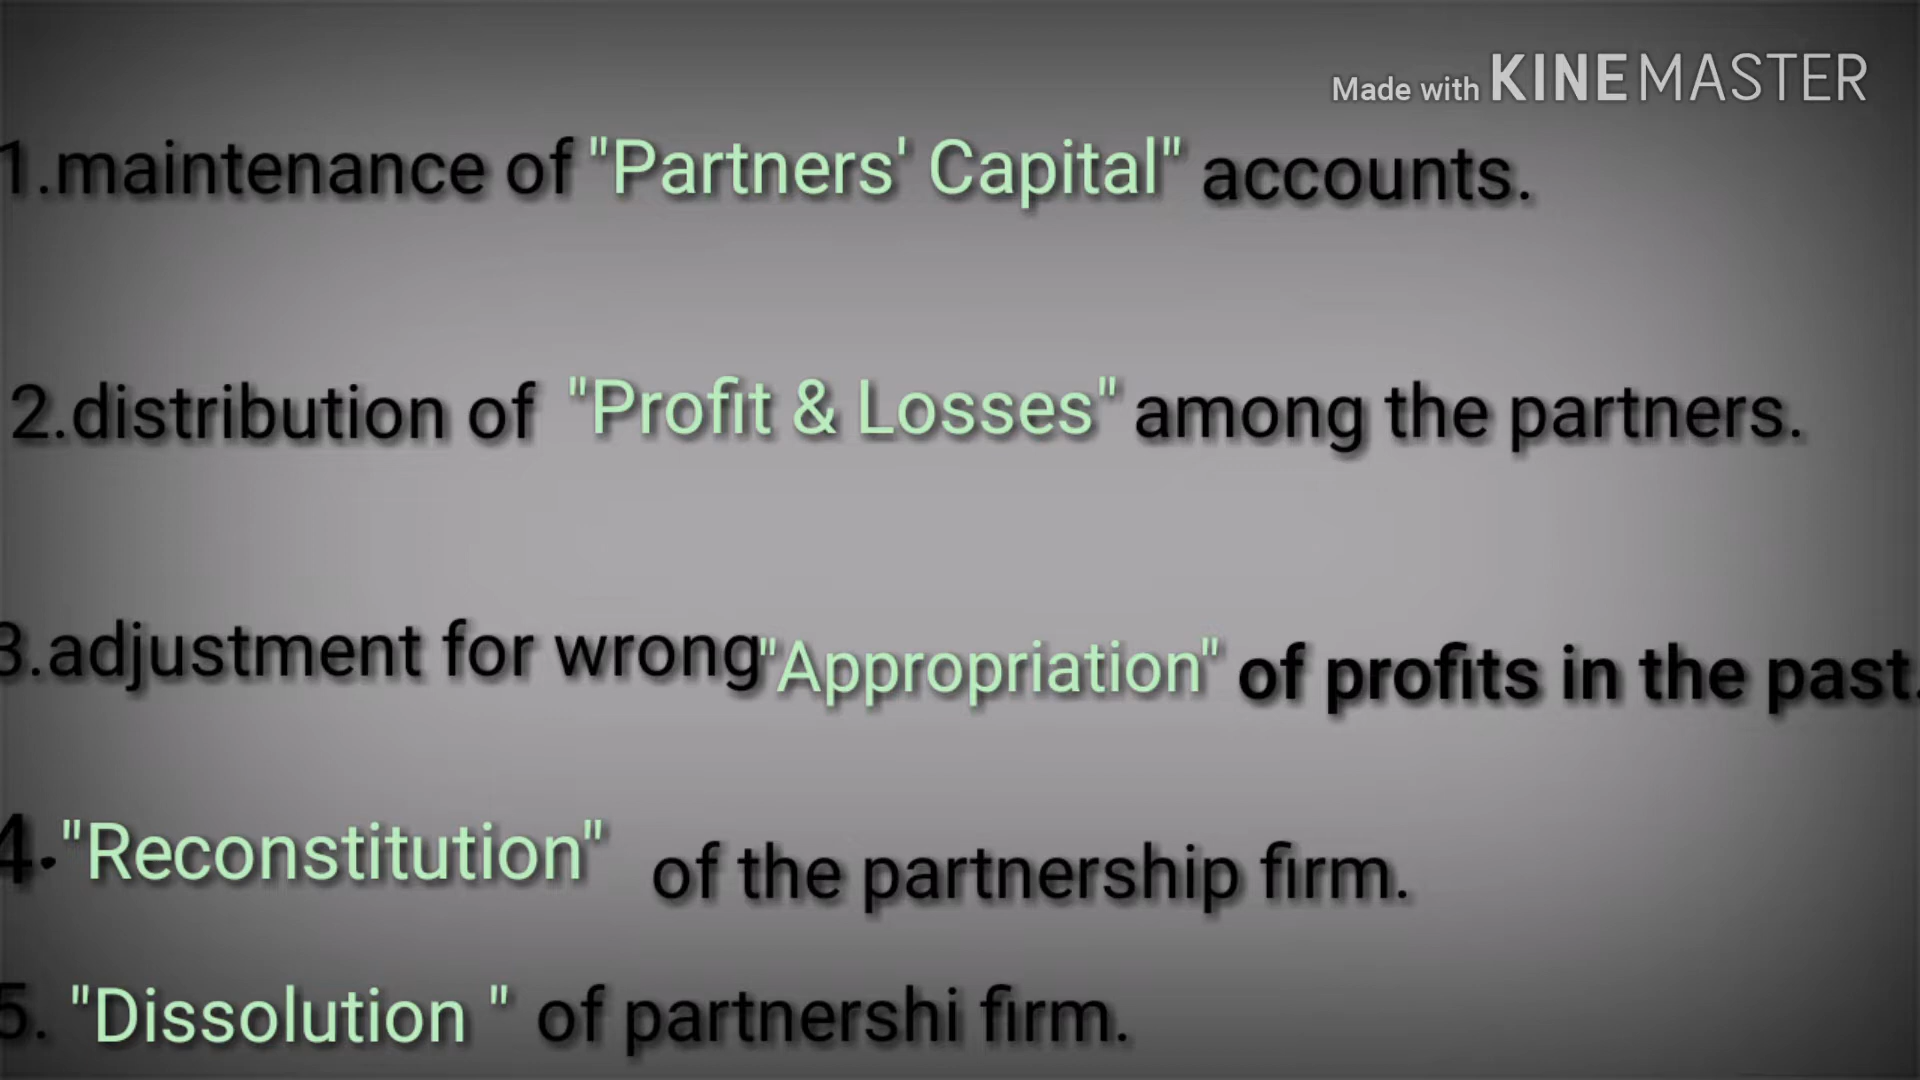 Made with KINEMASTER
1.maintenance of "Partners' Capital" accounts.
2.distribution of "Profit & Losses" among the partners.
3.adjustment for wrong "Appropriation" of profits in the past.
4. "Reconstitution" of the partnership firm.
5. "Dissolution " of partnershi firm.